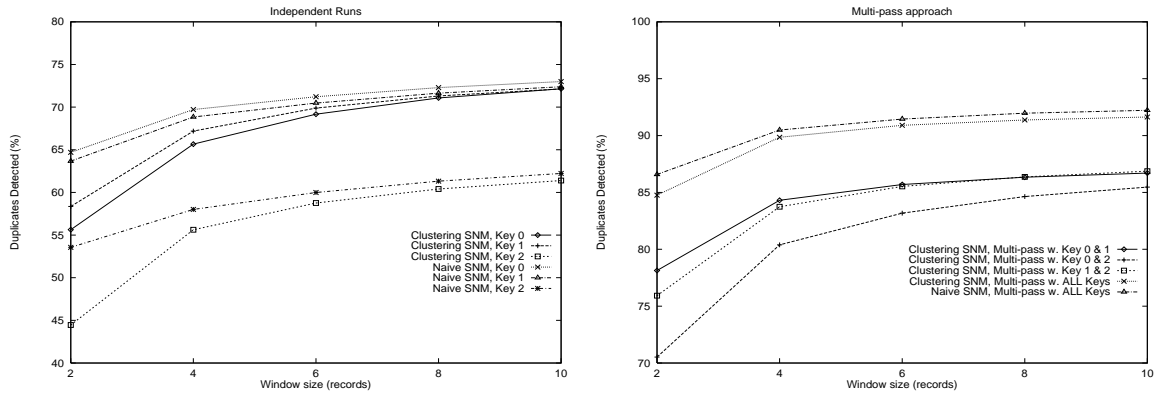 Independent Runs
80
75
70
65
60
55
50
45
40
Duplicates Detected (%)
Clustering SNM, Key 0
Clustering SNM, Key 1
Clustering SNM, Key 2
Naive SNM, Key 0
Naive SNM, Key 1
Naive SNM, Key 2
2 4 6 8 10
Window size (records)
Multi-pass approach
100
95
90
85
80
75
70
Duplicates Detected (%)
Clustering SNM, Multi-pass w. Key 0 & 1
Clustering SNM, Multi-pass w. Key 0 & 2
Clustering SNM, Multi-pass w. Key 1 & 2
Clustering SNM, Multi-pass w. ALL Keys
Naive SNM, Multi-pass w. ALL Keys
2 4 6 8 10
Window size (records)